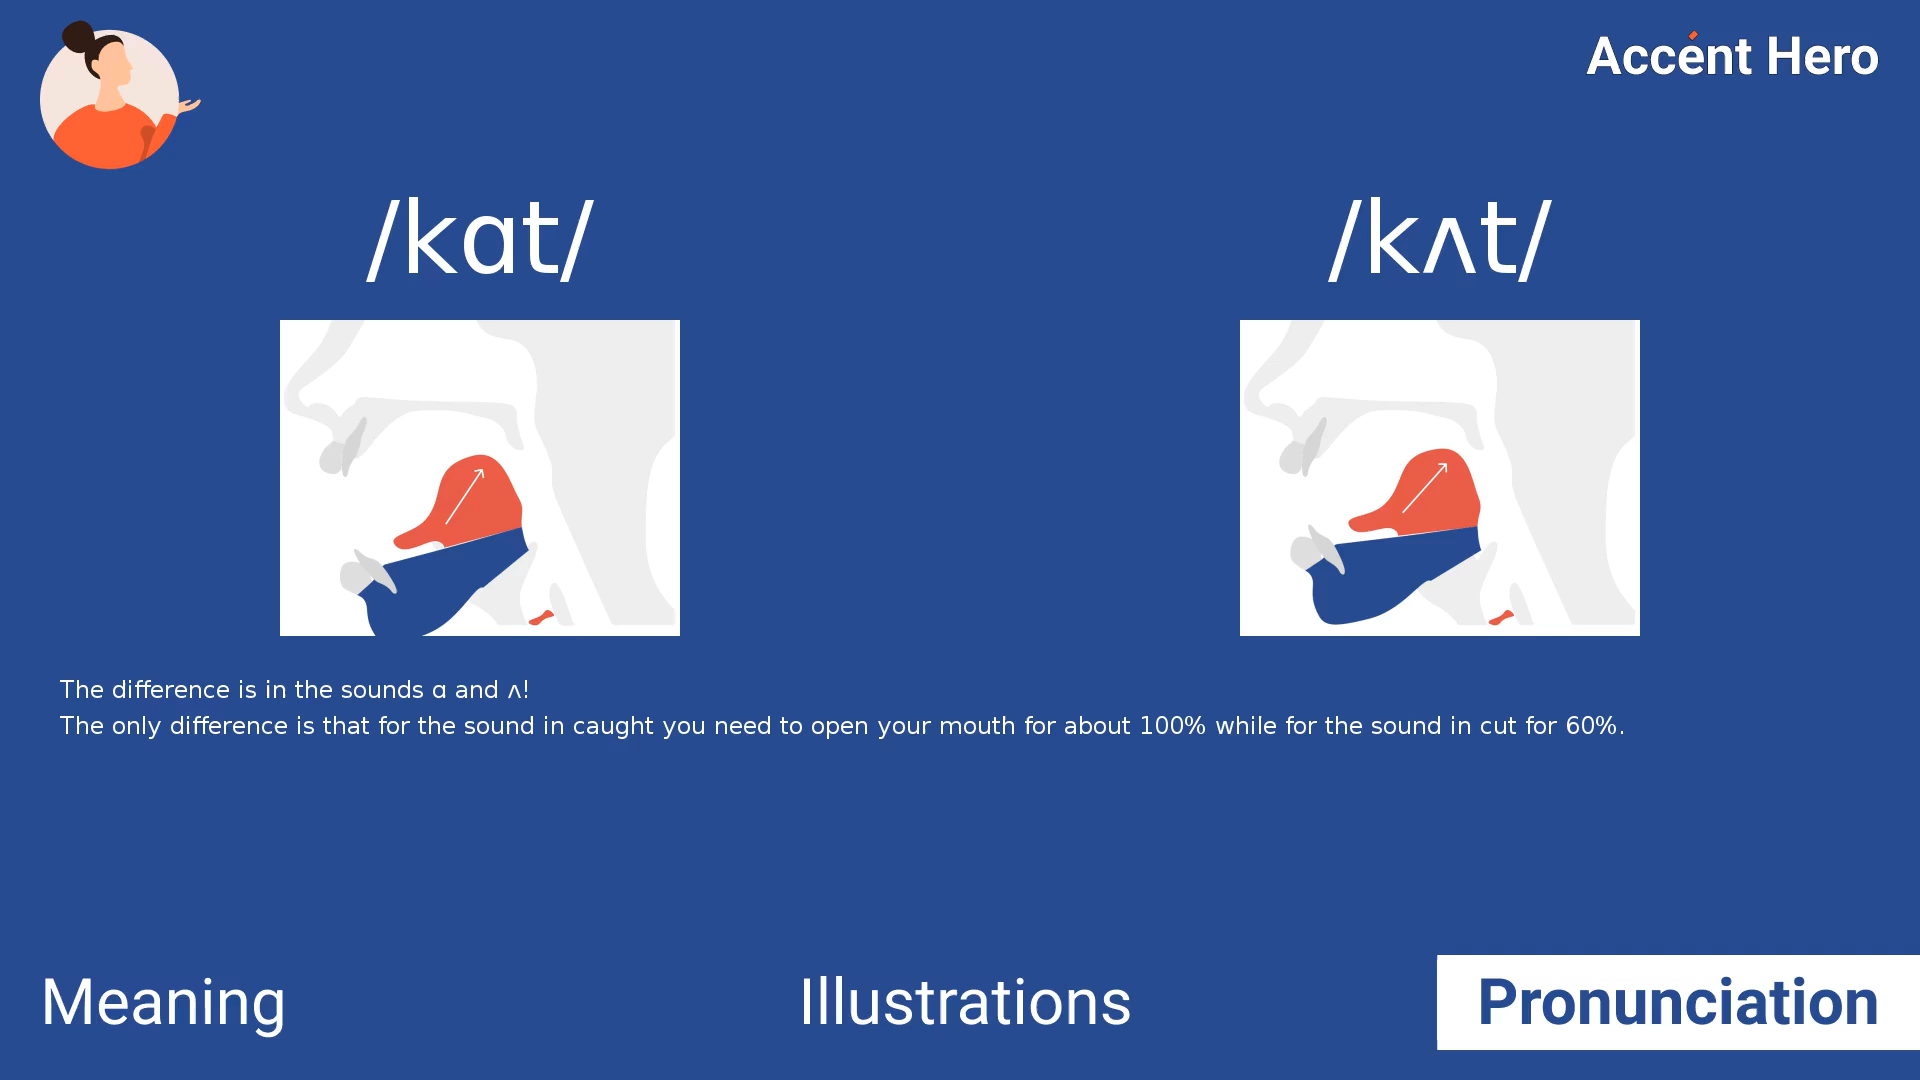 Accént Hero
/kɑt/
/kʌt/
The difference is in the sounds ɑ and ʌ!
The only difference is that for the sound in caught you need to open your mouth for about 100% while for the sound in cut for 60%.
Meaning
Illustrations
Pronunciation